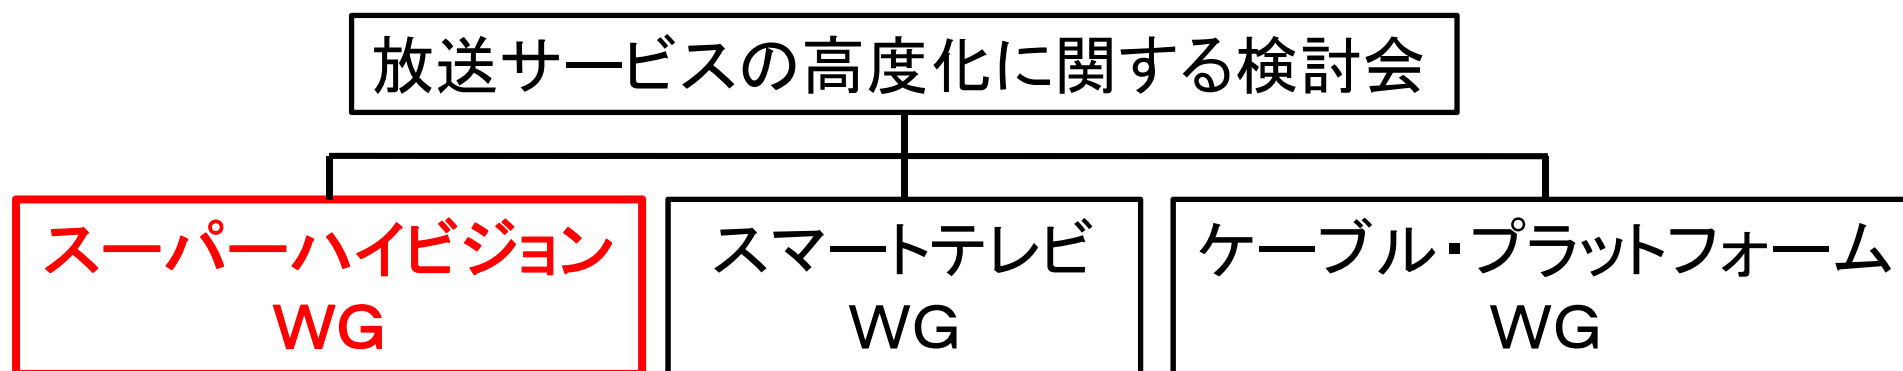 放送サービスの高度化に関する検討会
スーパーハイビジョン
WG
スマートテレビ
WG
ケーブル・プラットフォーム
WG